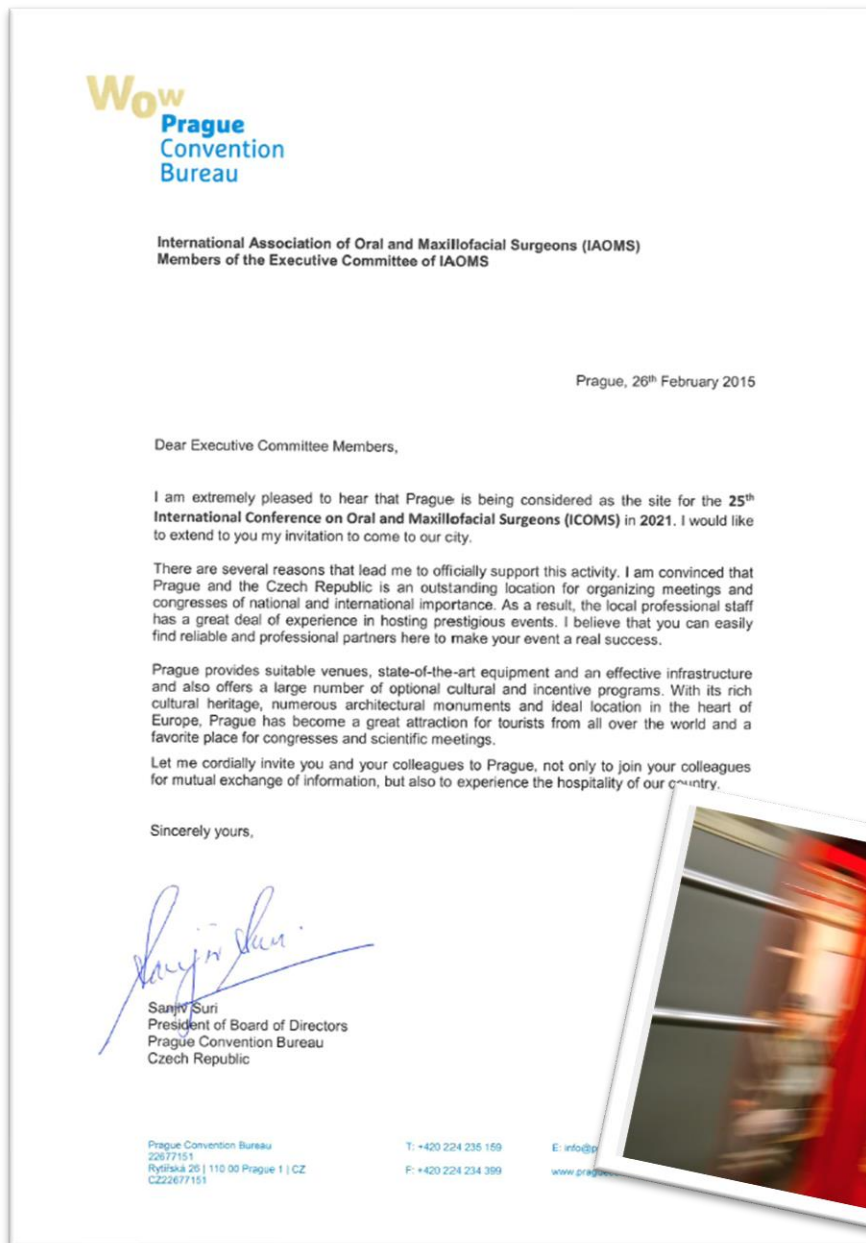 Wow
Prague
Convention
Bureau
International Association of Oral and Maxillofacial Surgeons (IAOMS)
Members of the Executive Committee of IAOMS
Prague, 26th February 2015
Dear Executive Committee Members,
I am extremely pleased to hear that Prague is being considered as the site for the 25th
International Conference on Oral and Maxillofacial Surgeons (ICOMS) in 2021. I would like
to extend to you my invitation to come to our city.
There are several reasons that lead me to officially support this activity. I am convinced that
Prague and the Czech Republic is an outstanding location for organizing meetings and
congresses of national and international importance. As a result, the local professional staff
has a great deal of experience in hosting prestigious events. I believe that you can easily
find reliable and professional partners here to make your event a real success.
Prague provides suitable venues, state-of-the-art equipment and an effective infrastructure
and also offers a large number of optional cultural and incentive programs. With its rich
cultural heritage, numerous architectural monuments and ideal location in the heart of
Europe, Prague has become a great attraction for tourists from all over the world and a
favorite place for congresses and scientific meetings.
Let me cordially invite you and your colleagues to Prague, not only to join your colleagues
for mutual exchange of information, but also to experience the hospitality of our country.
Sincerely yours,
Sanjiv Suri
Sanjiv Suri
President of Board of Directors
Prague Convention Bureau
Czech Republic
Prague Convention Bureau
22677151
Rytířská 26 | 110 00 Prague 1 | CZ
CZ22677151
T: +420 224 235 159
F: +420 224 234 399
E: info@p
www.prague